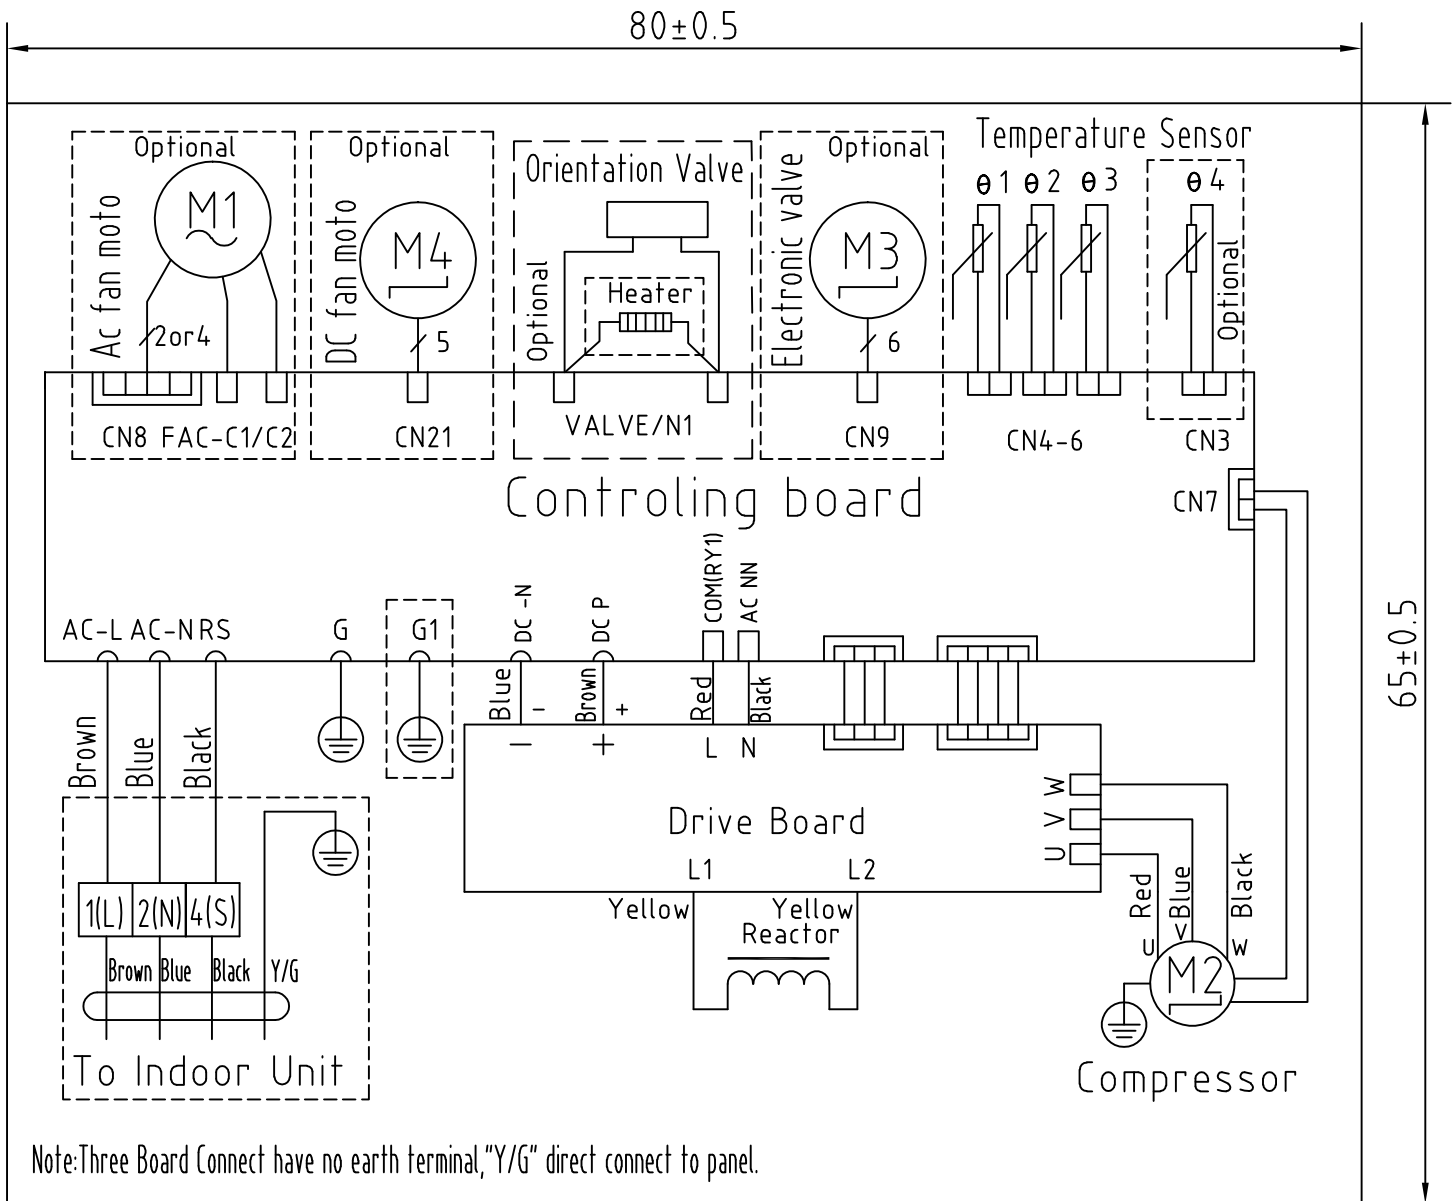 80±0.5
65±0.5
Optional
Ac fan moto
M1
2or4
CN8 FAC-C1/C2
Optional
DC fan moto
M4
5
CN21
Orientation Valve
Optional
Heater
VALVE/N1
Optional
Electronic valve
M3
6
CN9
Temperature Sensor
θ1 θ2 θ3 θ4
Optional
CN4-6
CN3
CN7
Controling board
AC-L AC-N RS
G
G1
DC -N
DC P
COM(RY1)
AC NN
Brown
Blue
Black
Blue
-
Brown
+
Red
Black
− + L N
Drive Board
W
V
U
L1
L2
Yellow
Yellow
Reactor
Red
Blue
Black
U
V
W
M2
Compressor
1(L) 2(N) 4(S)
Brown Blue Black Y/G
To Indoor Unit
Note:Three Board Connect have no earth terminal,"Y/G" direct connect to panel.